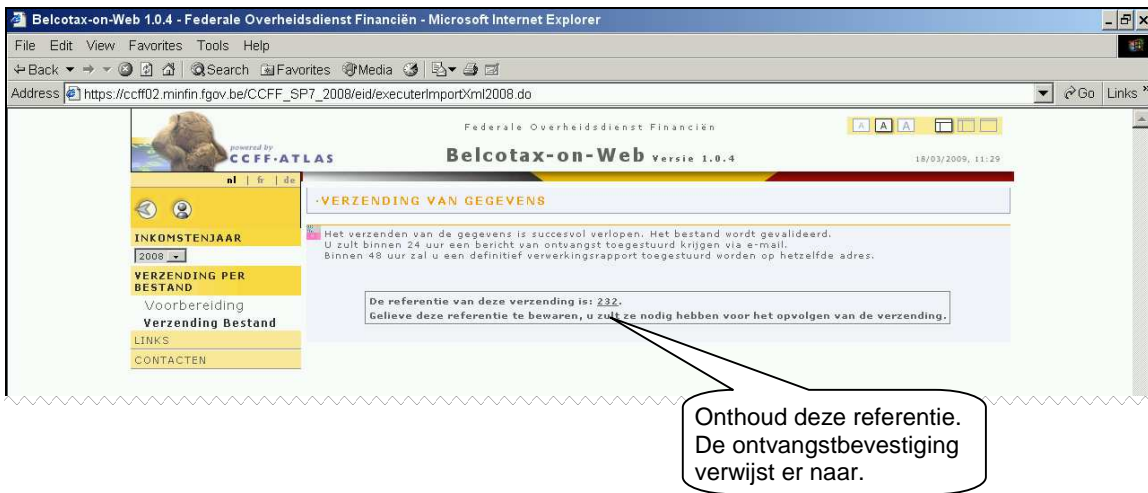 Belcotax-on-Web 1.0.4 - Federale Overheidsdienst Financiën - Microsoft Internet Explorer
File Edit View Favorites Tools Help
Back Search Favorites Media
Address https://ccff02.minfin.fgov.be/CCFF_SP7_2008/eid/executerImportXml2008.do Go Links »
powered by
CCFF-ATLAS
Federale Overheidsdienst Financiën
A A A
Belcotax-on-Web Versie 1.0.4
18/03/2009, 11:29
nl | fr | de
·VERZENDING VAN GEGEVENS
INKOMSTENJAAR
2008
VERZENDING PER
BESTAND
Voorbereiding
Verzending Bestand
LINKS
CONTACTEN
Het verzenden van de gegevens is succesvol verlopen. Het bestand wordt gevalideerd.
U zult binnen 24 uur een bericht van ontvangst toegestuurd krijgen via e-mail.
Binnen 48 uur zal u een definitief verwerkingsrapport toegestuurd worden op hetzelfde adres.
De referentie van deze verzending is: 232.
Gelieve deze referentie te bewaren, u zult ze nodig hebben voor het opvolgen van de verzending.
Onthoud deze referentie.
De ontvangstbevestiging
verwijst er naar.